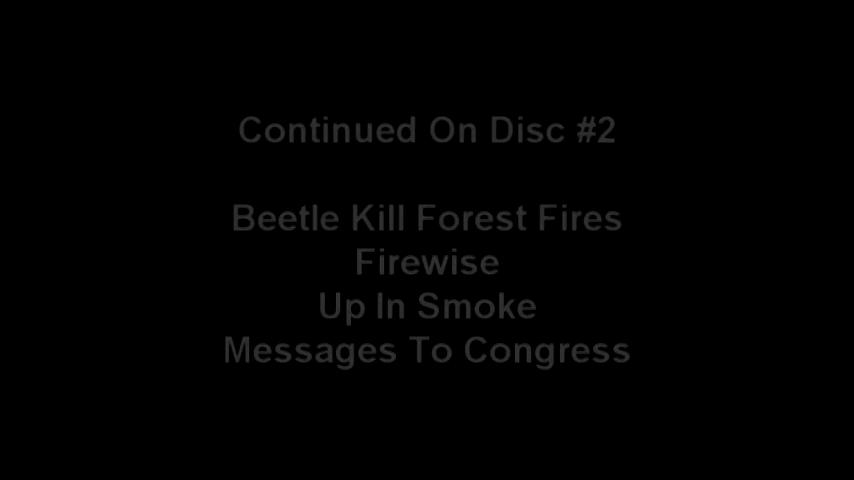 Continued On Disc #2
Beetle Kill Forest Fires
Firewise
Up In Smoke
Messages To Congress